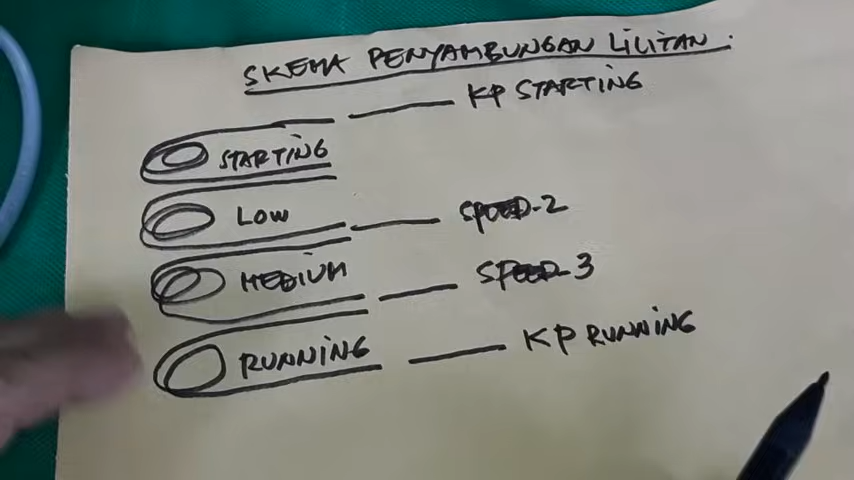 SKEMA PENYAMBUNGAN LILITAN :
KP STARTING
STARTING
LOW
SPEED-2
MEDIUM
SPEED-3
RUNNING
KP RUNNING